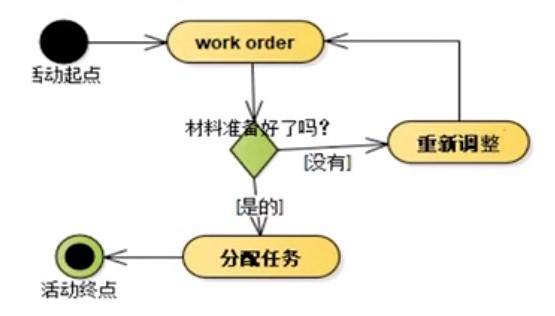 work order
活动起点
材料准备好了吗？
重新调整
[没有]
[是的]
分配任务
活动终点